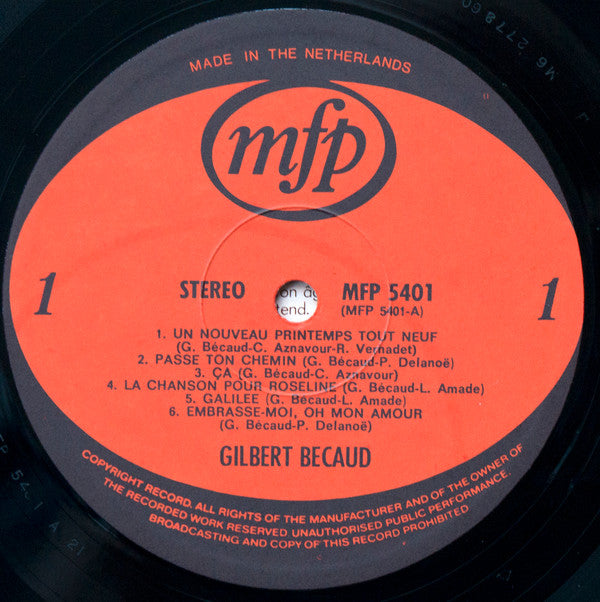 MADE IN THE NETHERLANDS
mfp
1
STEREO
on âg
tend.
MFP 5401
(MFP 5401-A)
1
1. UN NOUVEAU PRINTEMPS TOUT NEUF
(G. Bécaud-C. Aznavour-R. Vernadet)
2. PASSE TON CHEMIN (G. Bécaud-P. Delanoë)
3. ÇA (G. Bécaud-C. Aznavour)
4. LA CHANSON POUR ROSELINE (G. Bécaud-L. Amade)
5. GALILEE (G. Bécaud-L. Amade)
6. EMBRASSE-MOI, OH MON AMOUR
(G. Bécaud-P. Delanoë)
GILBERT BECAUD
COPYRIGHT RECORD. ALL RIGHTS OF THE MANUFACTURER AND OF THE OWNER OF
THE RECORDED WORK RESERVED UNAUTHORISED PUBLIC PERFORMANCE.
BROADCASTING AND COPY OF THIS RECORD PROHIBITED